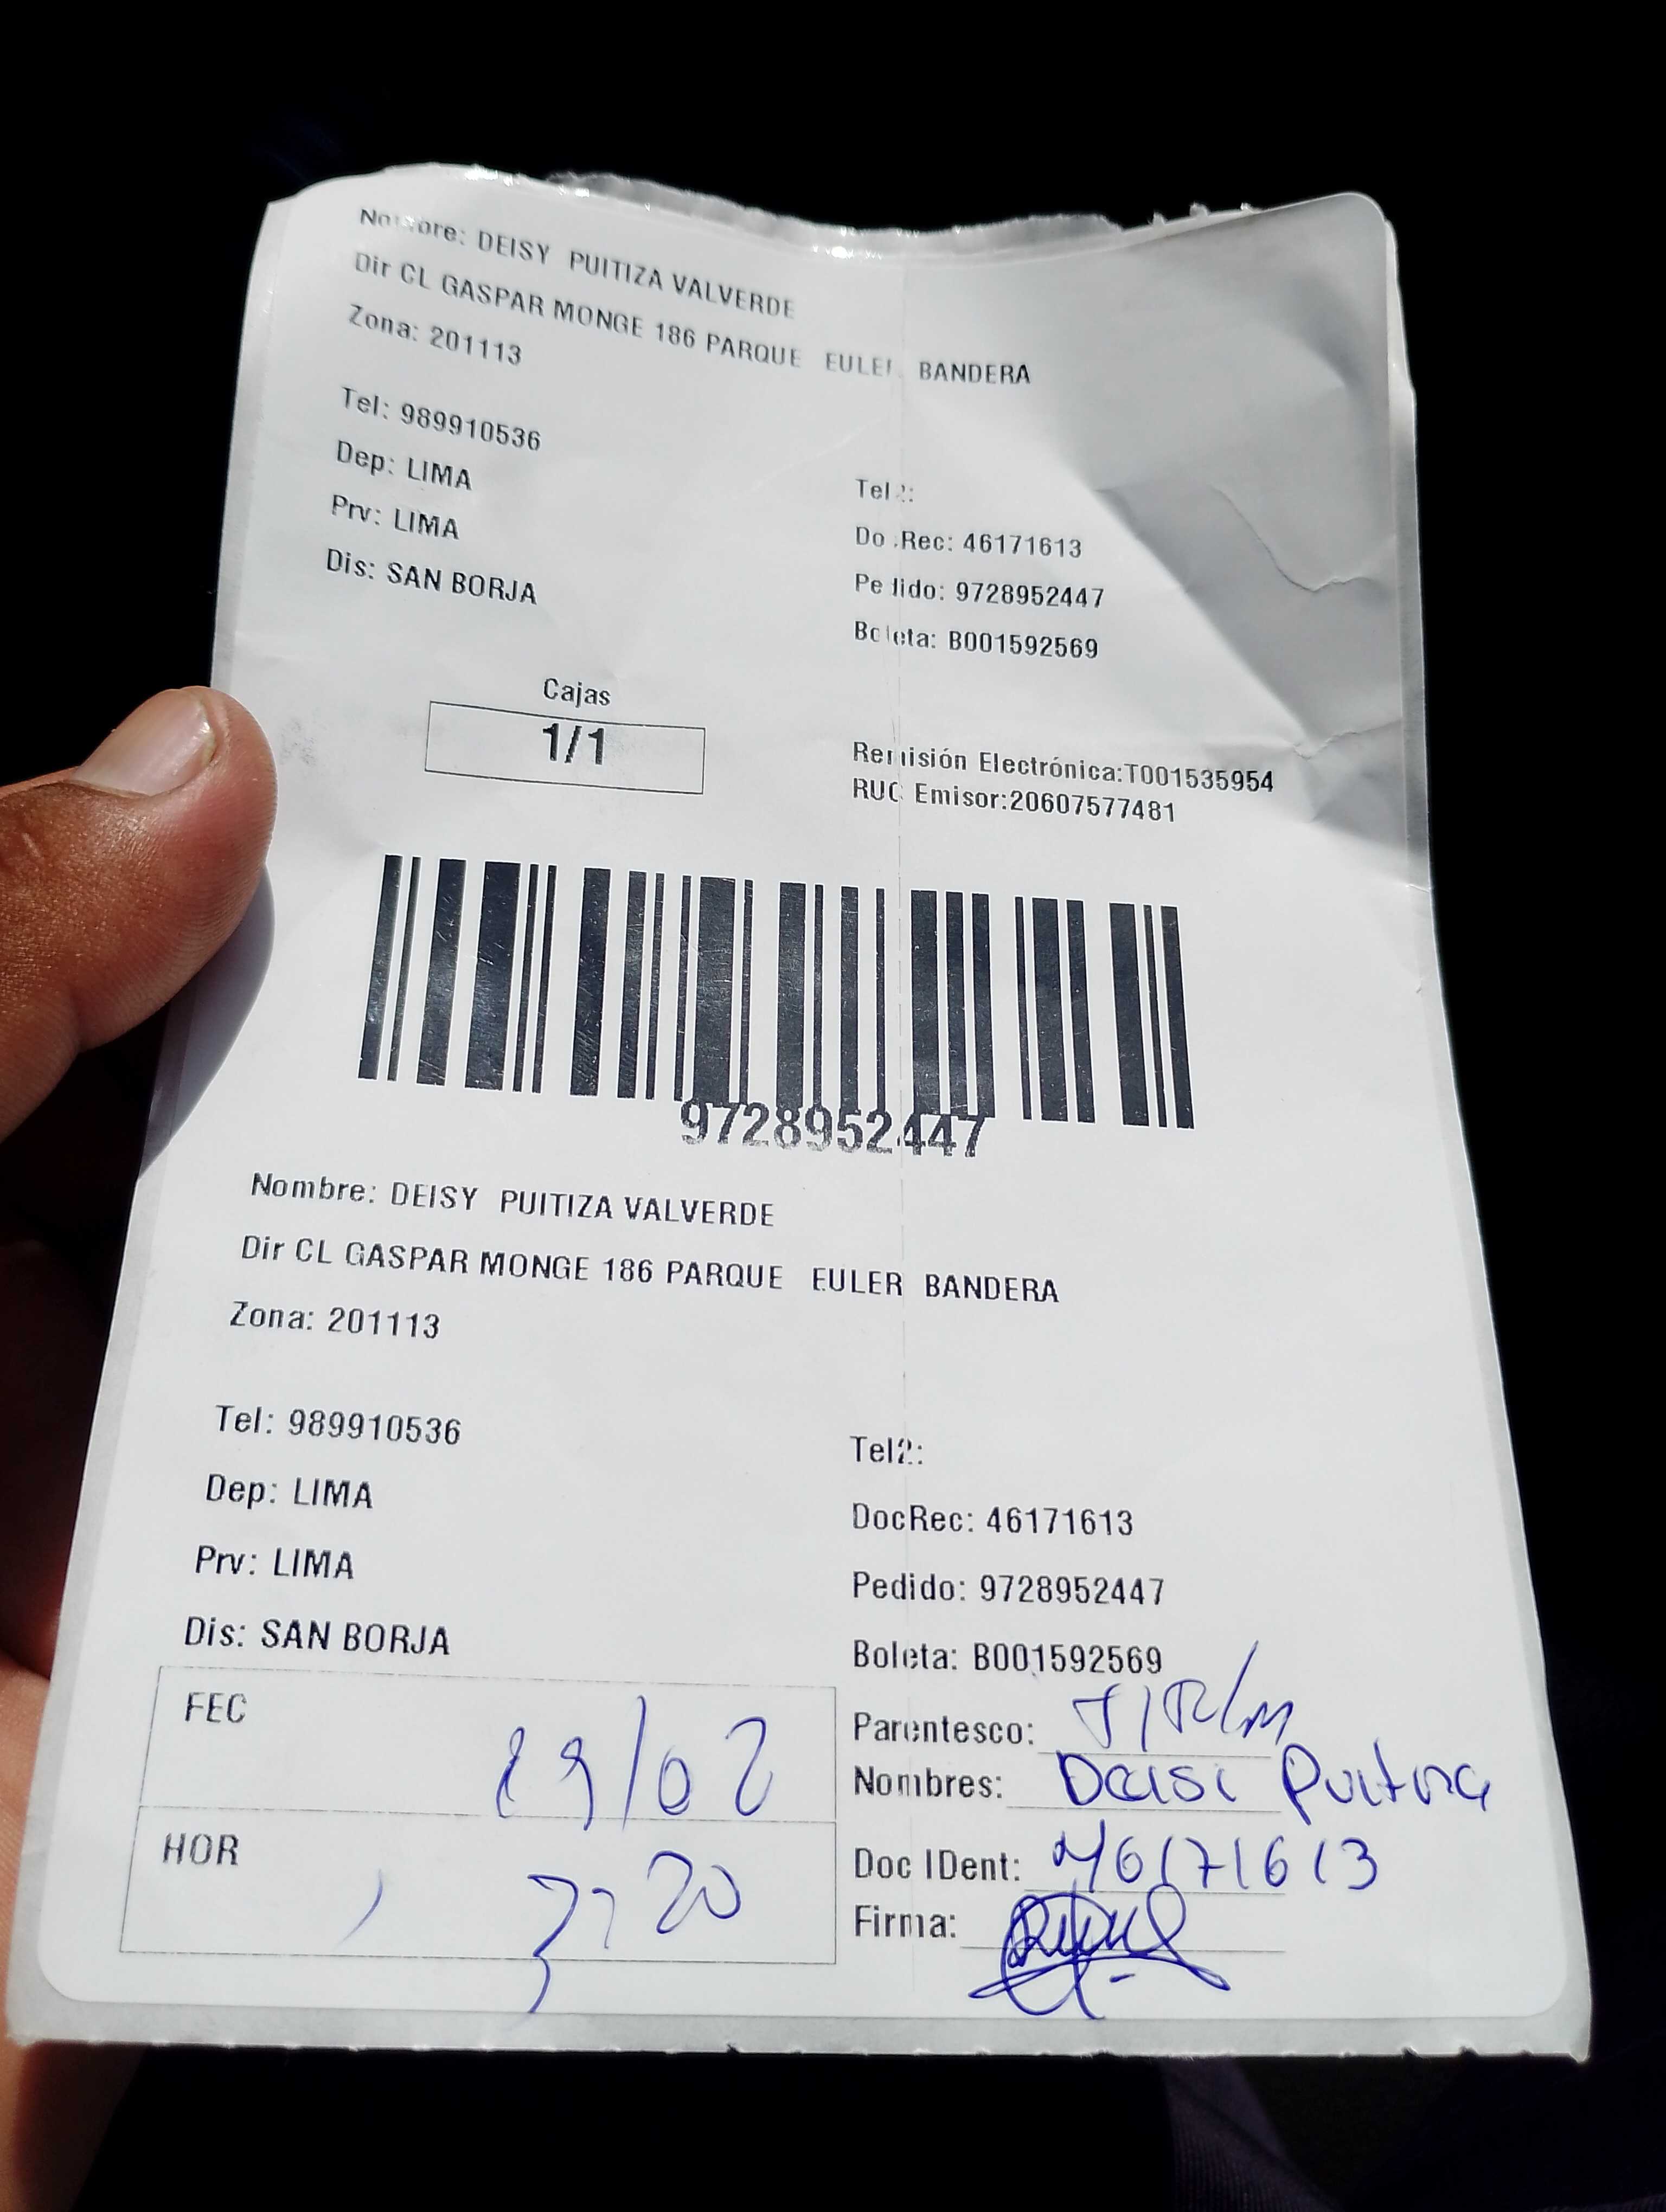 Nombre: DEISY PUITIZA VALVERDE
Dir CL GASPAR MONGE 186 PARQUE EULER BANDERA
Zona: 201113
Tel: 989910536
Dep: LIMA
Prv: LIMA
Dis: SAN BORJA
Tel2:
DocRec: 46171613
Pedido: 9728952447
Boleta: B001592569
Cajas
1/1
Remisión Electrónica:T001535954
RUC Emisor:20607577481
9728952447
Nombre: DEISY PUITIZA VALVERDE
Dir CL GASPAR MONGE 186 PARQUE EULER BANDERA
Zona: 201113
Tel: 989910536
Dep: LIMA
Prv: LIMA
Dis: SAN BORJA
Tel2:
DocRec: 46171613
Pedido: 9728952447
Boleta: B001592569
FEC
HOR
Parentesco:
Nombres:
Doc IDent: 46171613
Firma: